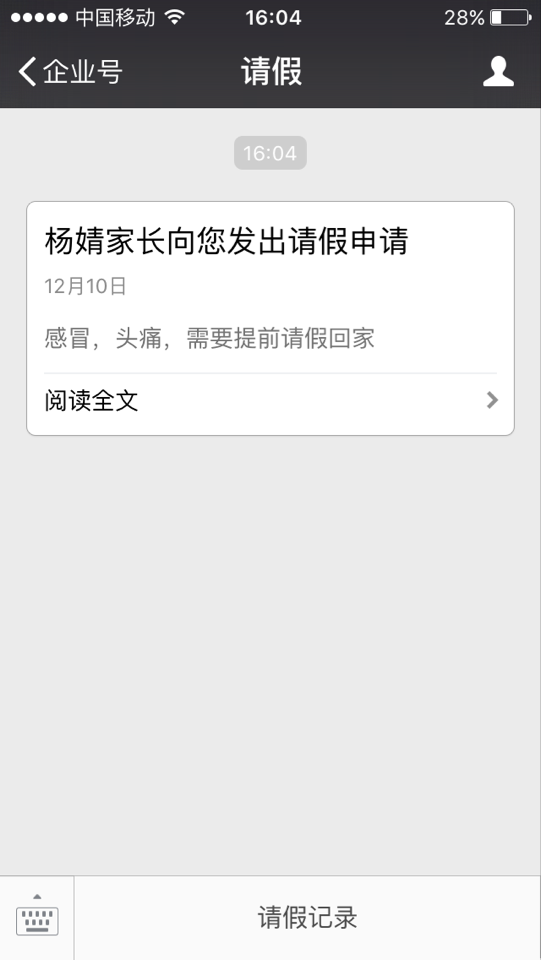 中国移动 16:04 28%
企业号 请假
16:04
杨婧家长向您发出请假申请
12月10日
感冒，头痛，需要提前请假回家
阅读全文
请假记录